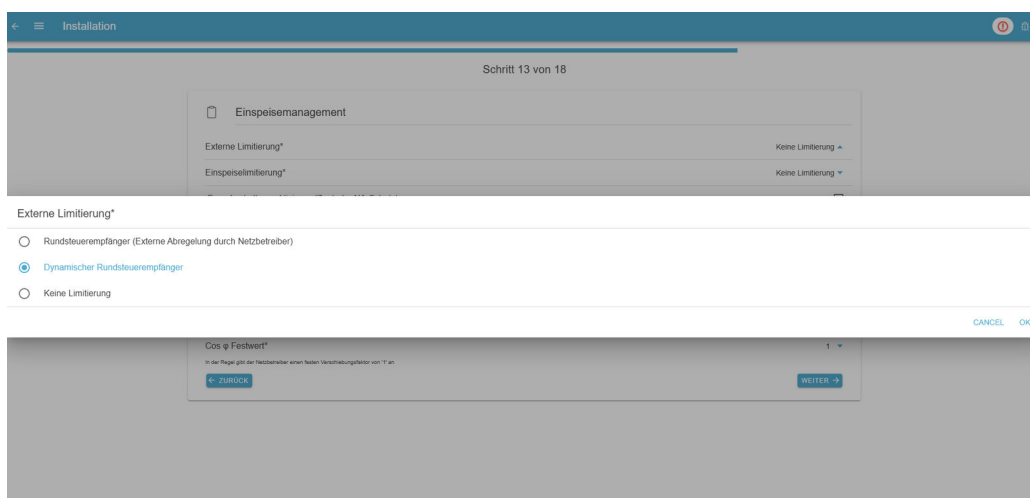 Installation
Schritt 13 von 18
Einspeisemanagement
Externe Limitierung* Keine Limitierung
Einspeiselimitierung* Keine Limitierung
Externe Limitierung*
Rundsteuerempfänger (Externe Abregelung durch Netzbetreiber)
Dynamischer Rundsteuerempfänger
Keine Limitierung
CANCEL OK
Cos φ Festwert* 1
In der Regel gibt der Netzbetreiber einen festen Verschiebungsfaktor von '1' an
← ZURÜCK WEITER →